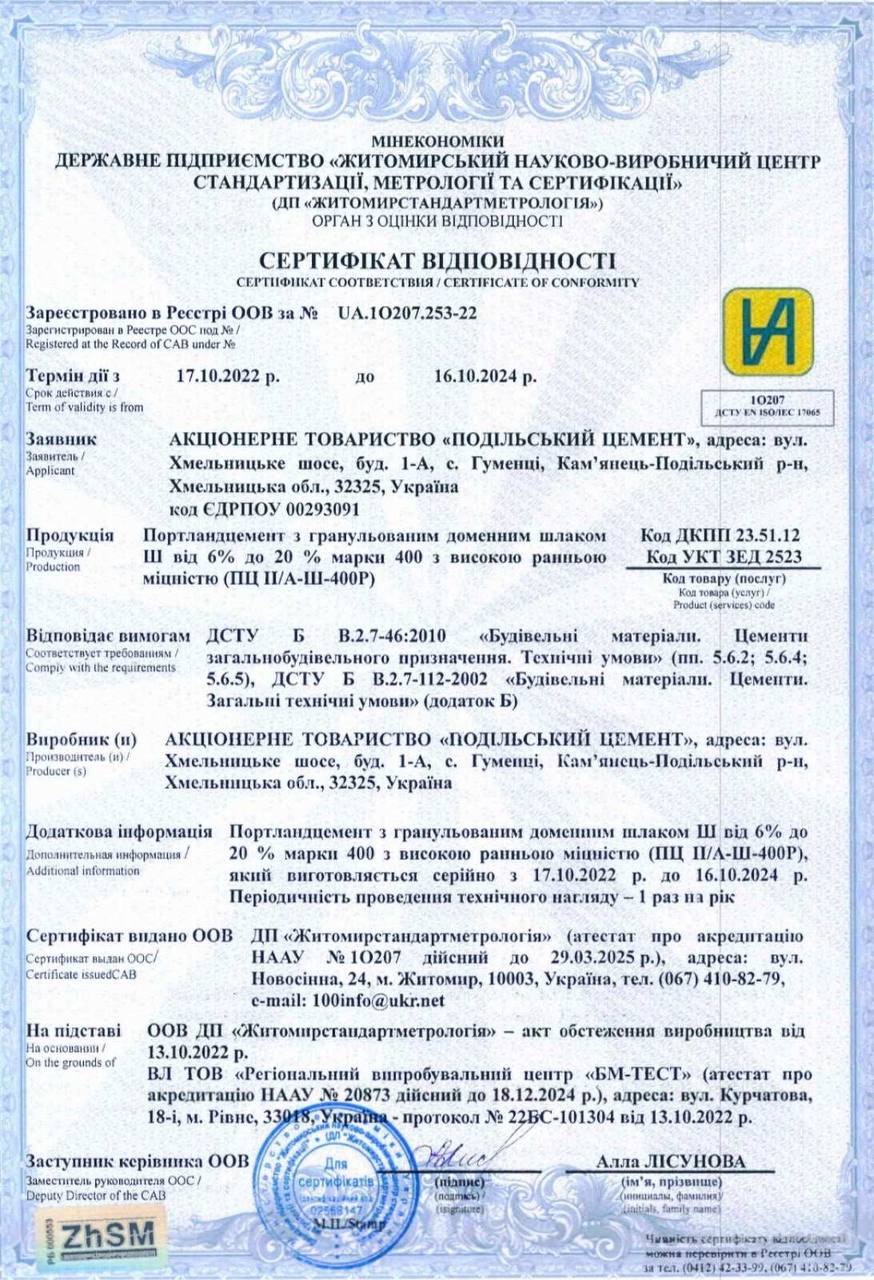 МІНЕКОНОМІКИ
ДЕРЖАВНЕ ПІДПРИЄМСТВО «ЖИТОМИРСЬКИЙ НАУКОВО-ВИРОБНИЧИЙ ЦЕНТР
СТАНДАРТИЗАЦІЇ, МЕТРОЛОГІЇ ТА СЕРТИФІКАЦІЇ»
(ДП «ЖИТОМИРСТАНДАРТМЕТРОЛОГІЯ»)
ОРГАН З ОЦІНКИ ВІДПОВІДНОСТІ
СЕРТИФІКАТ ВІДПОВІДНОСТІ
СЕРТИФИКАТ СООТВЕТСТВИЯ / CERTIFICATE OF CONFORMITY
Зареєстровано в Реєстрі ООВ за № UA.1О207.253-22
Зарегистрирован в Реестре ООС под № /
Registered at the Record of CAB under №
Термін дії з 17.10.2022 р. до 16.10.2024 р.
Срок действия с /
Term of validity is from
1О207
ДСТУ EN ISO/IEC 17065
Заявник АКЦІОНЕРНЕ ТОВАРИСТВО «ПОДІЛЬСЬКИЙ ЦЕМЕНТ», адреса: вул.
Заявитель / Хмельницьке шосе, буд. 1-А, с. Гуменці, Кам’янець-Подільський р-н,
Applicant Хмельницька обл., 32325, Україна
код ЄДРПОУ 00293091
Продукція Портландцемент з гранульованим доменним шлаком Код ДКПП 23.51.12
Продукция / Ш від 6% до 20 % марки 400 з високою ранньою Код УКТ ЗЕД 2523
Production міцністю (ПЦ ІІ/А-Ш-400Р) Код товару (послуг)
Код товара (услуг) /
Product (services) code
Відповідає вимогам ДСТУ Б В.2.7-46:2010 «Будівельні матеріали. Цементи
Соответствует требованиям / загальнобудівельного призначення. Технічні умови» (пп. 5.6.2; 5.6.4;
Comply with the requirements 5.6.5), ДСТУ Б В.2.7-112-2002 «Будівельні матеріали. Цементи.
Загальні технічні умови» (додаток Б)
Виробник (и) АКЦІОНЕРНЕ ТОВАРИСТВО «ПОДІЛЬСЬКИЙ ЦЕМЕНТ», адреса: вул.
Производитель (и) / Хмельницьке шосе, буд. 1-А, с. Гуменці, Кам’янець-Подільський р-н,
Producer (s) Хмельницька обл., 32325, Україна
Додаткова інформація Портландцемент з гранульованим доменним шлаком Ш від 6% до
Дополнительная информация / 20 % марки 400 з високою ранньою міцністю (ПЦ ІІ/А-Ш-400Р),
Additional information який виготовляється серійно з 17.10.2022 р. до 16.10.2024 р.
Періодичність проведення технічного нагляду – 1 раз на рік
Сертифікат видано ООВ ДП «Житомирстандартметрологія» (атестат про акредитацію
Сертификат выдан ООС/ НААУ № 1О207 дійсний до 29.03.2025 р.), адреса: вул.
Certificate issuedCAB Новосінна, 24, м. Житомир, 10003, Україна, тел. (067) 410-82-79,
e-mail: 100info@ukr.net
На підставі ООВ ДП «Житомирстандартметрологія» – акт обстеження виробництва від
На основании / 13.10.2022 р.
On the grounds of
ВЛ ТОВ «Регіональний випробувальний центр «БМ-ТЕСТ» (атестат про
акредитацію НААУ № 20873 дійсний до 18.12.2024 р.), адреса: вул. Курчатова,
18-і, м. Рівне, 33018, Україна - протокол № 22БС-101304 від 13.10.2022 р.
Заступник керівника ООВ Алла ЛІСУНОВА
Заместитель руководителя ООС / (підпис) (ім’я, прізвище)
Deputy Director of the CAB (подпись) / (инициалы, фамилия)/
(signature) (initials, family name)
Для
сертифікатів
02568147
М.П./Stamp
РБ 000553
ZhSM
Чинність сертифікату відповідності
можна перевірити в Реєстрі ООВ
за тел. (0412) 42-33-99, (067) 410-82-79